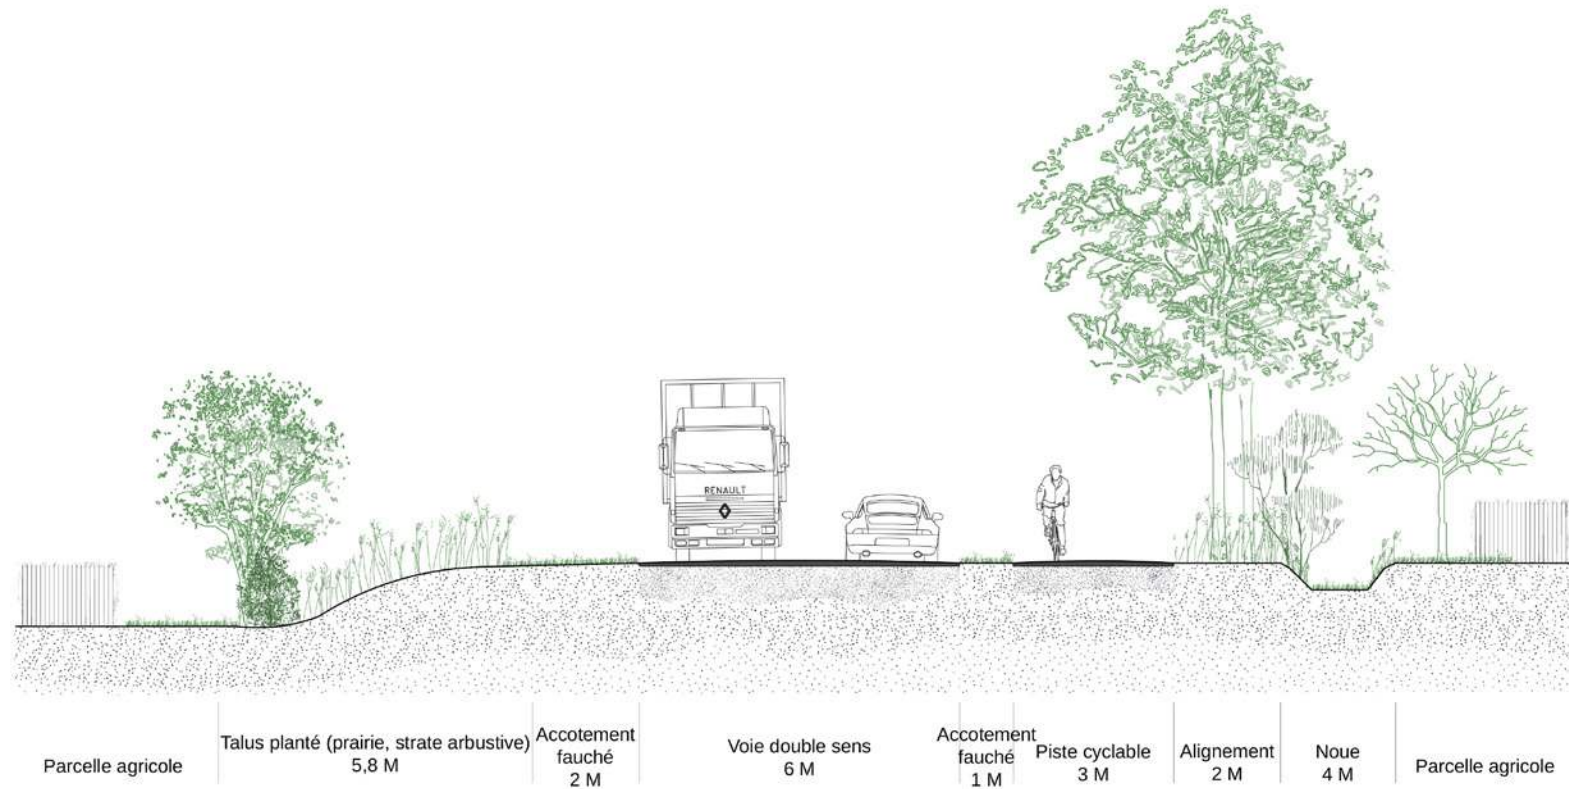 RENAULT
Parcelle agricole
Talus planté (prairie, strate arbustive)
5,8 M
Accotement
fauché
2 M
Voie double sens
6 M
Accotement
fauché
1 M
Piste cyclable
3 M
Alignement
2 M
Noue
4 M
Parcelle agricole